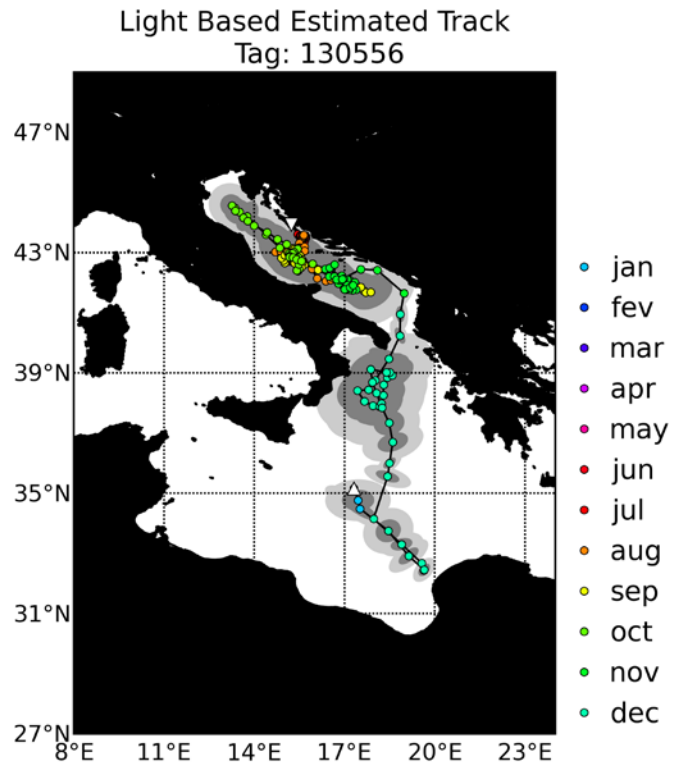 Light Based Estimated Track
Tag: 130556
47°N
43°N
39°N
35°N
31°N
27°N
8°E 11°E 14°E 17°E 20°E 23°E
jan
fev
mar
apr
may
jun
jul
aug
sep
oct
nov
dec